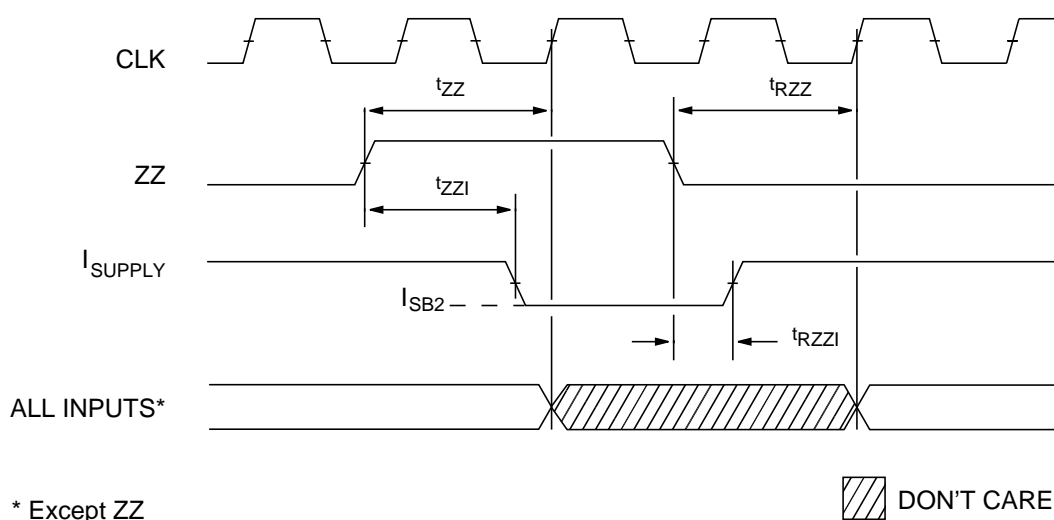 CLK
tZZ
tRZZ
ZZ
tZZI
ISUPPLY
ISB2
tRZZI
ALL INPUTS*
* Except ZZ
DON'T CARE